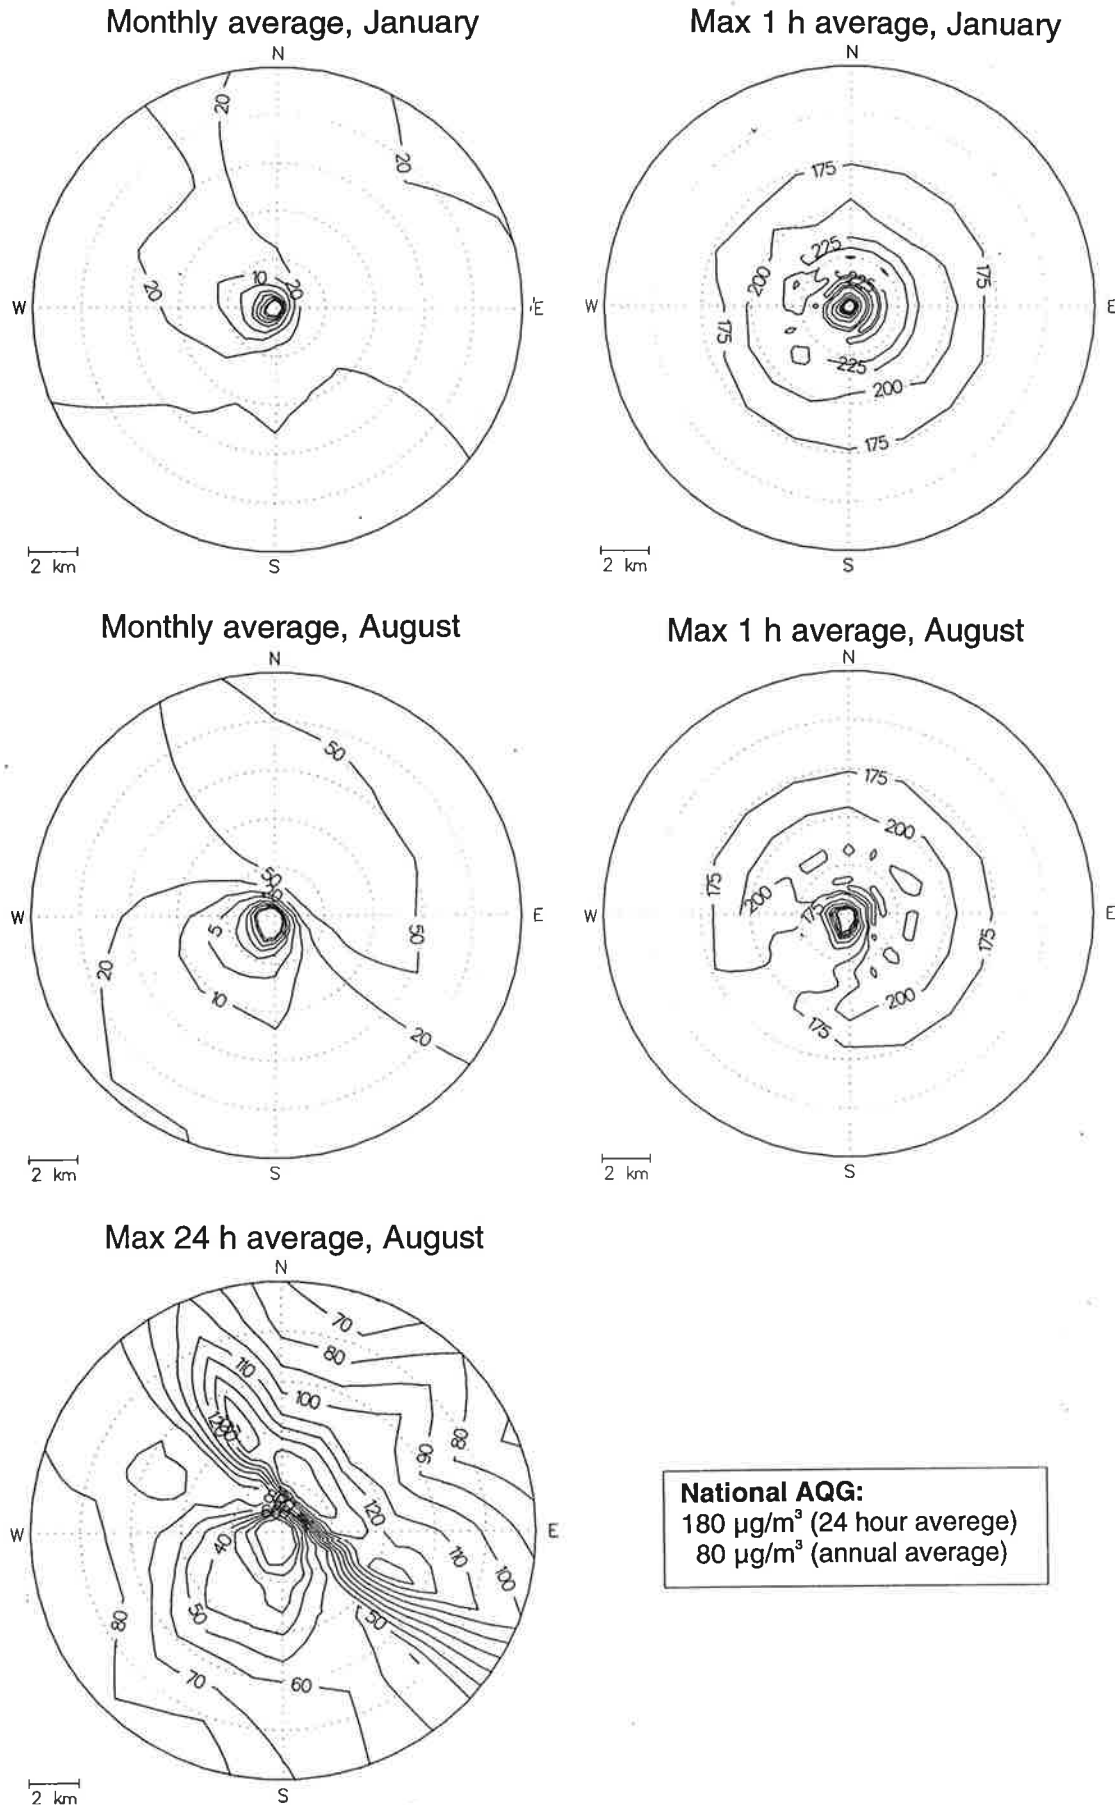 Monthly average, January
N
20
20
20
10
20
W
E
2 km
S
Max 1 h average, January
N
175
225
200
175
W
E
175
225
200
175
2 km
S
Monthly average, August
N
50
50
W
E
5
50
20
10
20
2 km
S
Max 1 h average, August
N
175
200
175
200
175
W
E
175
200
175
2 km
S
Max 24 h average, August
N
70
80
110
100
80
90
120
W
E
40
110
100
50
50
80
70
60
2 km
S
National AQG:
180 µg/m³ (24 hour averege)
80 µg/m³ (annual average)